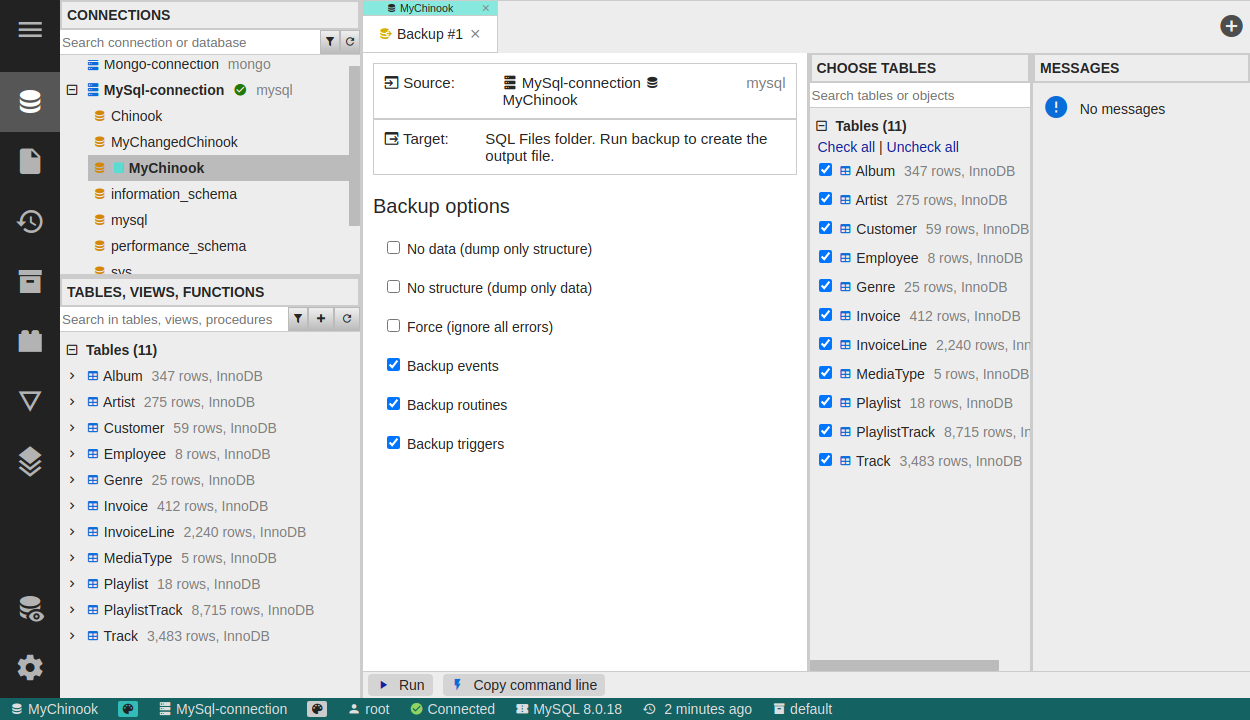 CONNECTIONS
Search connection or database
Mongo-connection mongo
MySql-connection mysql
Chinook
MyChangedChinook
MyChinook
information_schema
mysql
performance_schema
sys
TABLES, VIEWS, FUNCTIONS
Search in tables, views, procedures
Tables (11)
Album 347 rows, InnoDB
Artist 275 rows, InnoDB
Customer 59 rows, InnoDB
Employee 8 rows, InnoDB
Genre 25 rows, InnoDB
Invoice 412 rows, InnoDB
InvoiceLine 2,240 rows, InnoDB
MediaType 5 rows, InnoDB
Playlist 18 rows, InnoDB
PlaylistTrack 8,715 rows, InnoDB
Track 3,483 rows, InnoDB
MyChinook
Backup #1
Source: MySql-connection mysql
MyChinook
Target: SQL Files folder. Run backup to create the
output file.
Backup options
No data (dump only structure)
No structure (dump only data)
Force (ignore all errors)
Backup events
Backup routines
Backup triggers
CHOOSE TABLES
Search tables or objects
Tables (11)
Check all | Uncheck all
Album 347 rows, InnoDB
Artist 275 rows, InnoDB
Customer 59 rows, InnoDB
Employee 8 rows, InnoDB
Genre 25 rows, InnoDB
Invoice 412 rows, InnoDB
InvoiceLine 2,240 rows, Inn
MediaType 5 rows, InnoDB
Playlist 18 rows, InnoDB
PlaylistTrack 8,715 rows, In
Track 3,483 rows, InnoDB
MESSAGES
No messages
Run Copy command line
MyChinook MySql-connection root Connected MySQL 8.0.18 2 minutes ago default